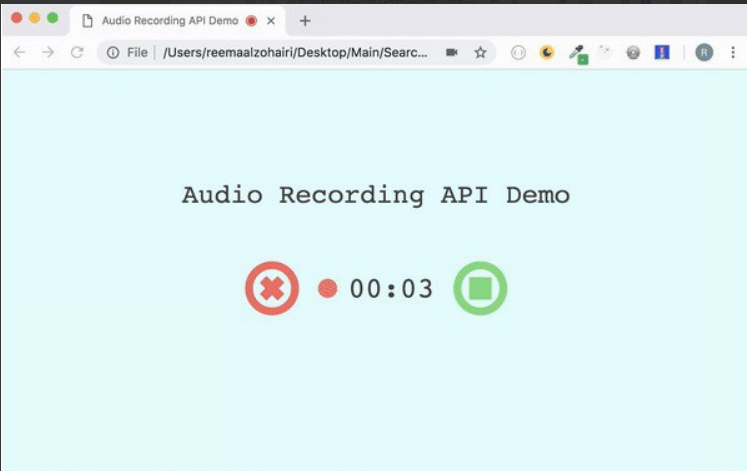 Audio Recording API Demo
File | /Users/reemaalzohairi/Desktop/Main/Searc...
R
Audio Recording API Demo
00:03